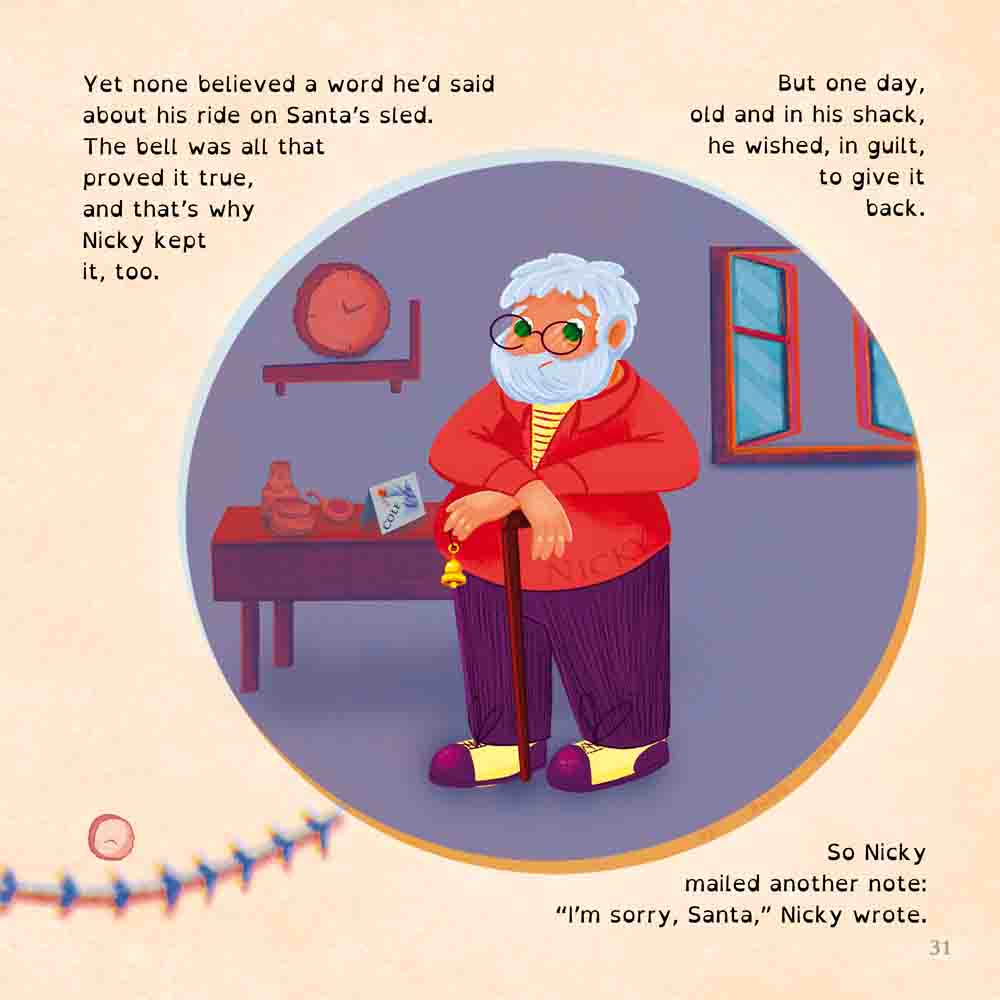 Yet none believed a word he’d said
about his ride on Santa’s sled.
The bell was all that
proved it true,
and that’s why
Nicky kept
it, too.
But one day,
old and in his shack,
he wished, in guilt,
to give it
back.
COLE
NICKY
So Nicky
mailed another note:
“I’m sorry, Santa,” Nicky wrote.
31